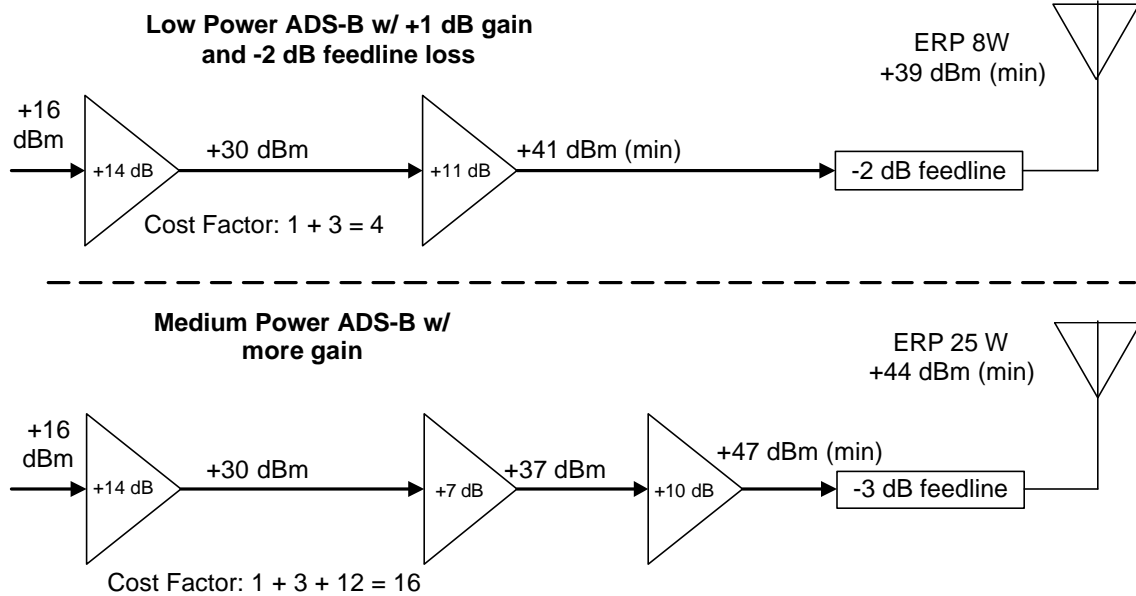 Low Power ADS-B w/ +1 dB gain
and -2 dB feedline loss
ERP 8W
+39 dBm (min)
+16
dBm
+14 dB
+30 dBm
+11 dB
+41 dBm (min)
-2 dB feedline
Cost Factor: 1 + 3 = 4
Medium Power ADS-B w/
more gain
ERP 25 W
+44 dBm (min)
+16
dBm
+14 dB
+30 dBm
+7 dB
+37 dBm
+10 dB
+47 dBm (min)
-3 dB feedline
Cost Factor: 1 + 3 + 12 = 16